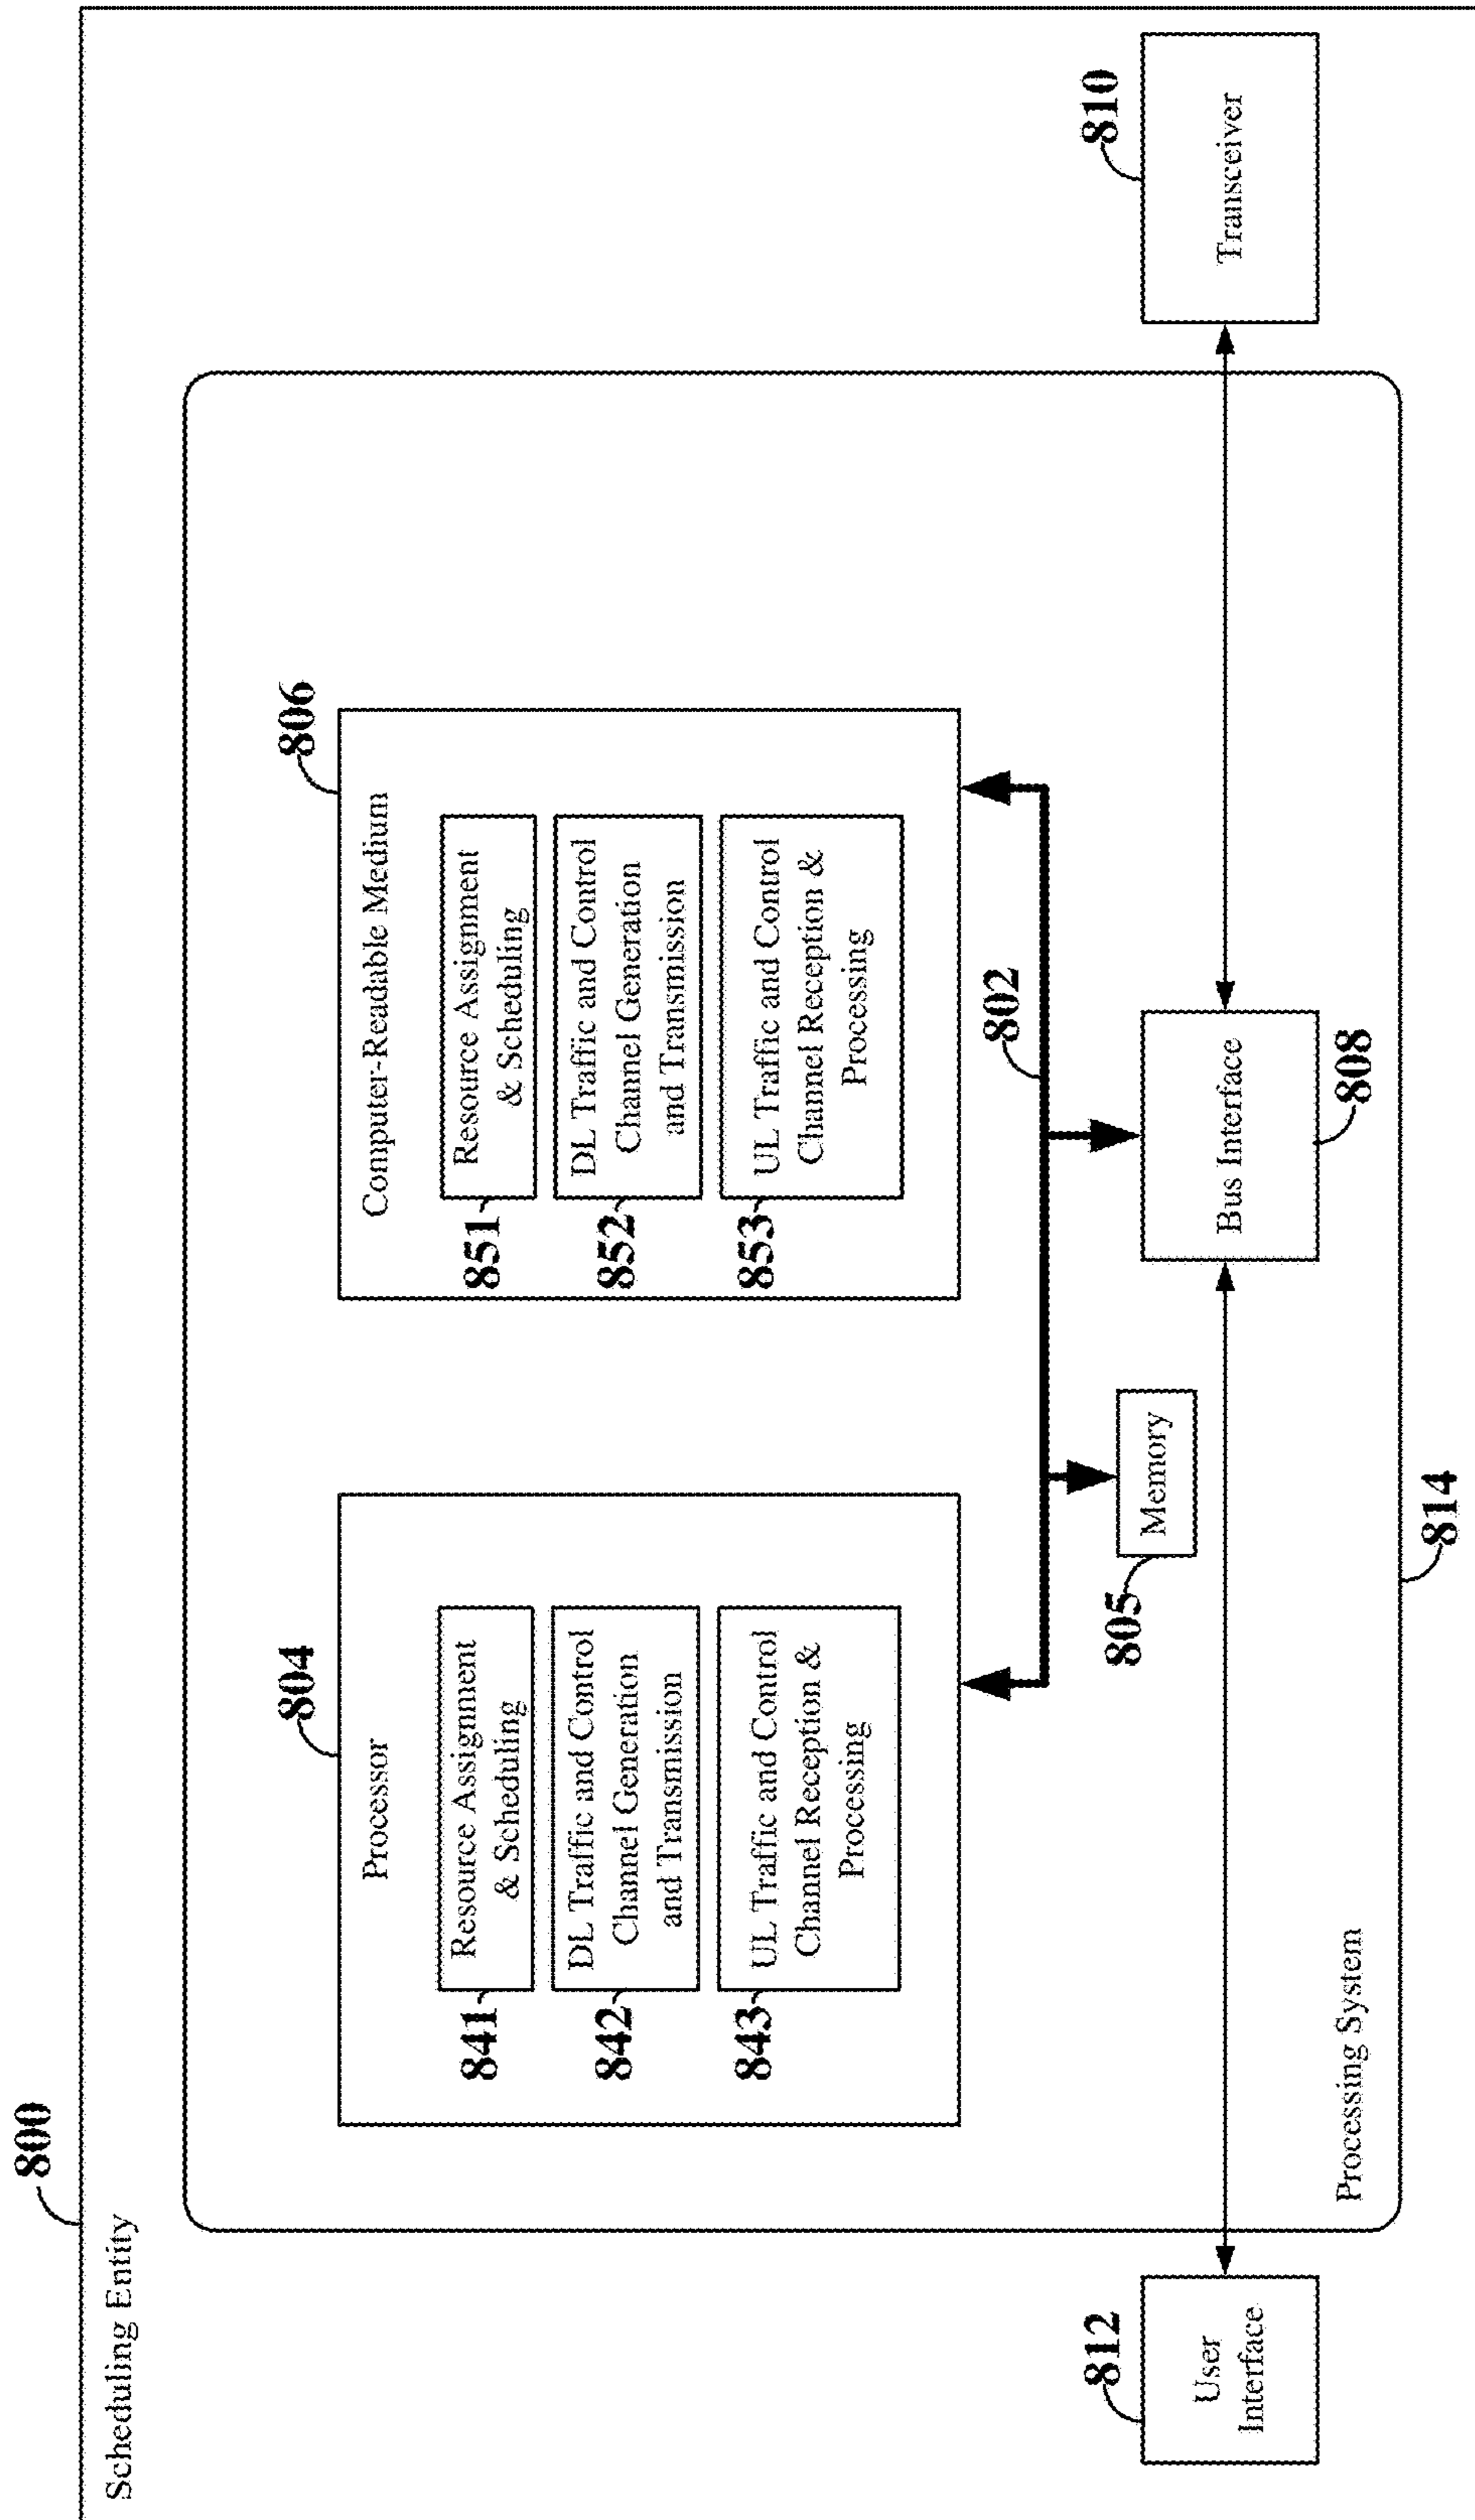 800
Scheduling Entity
804
Processor
841
Resource Assignment
& Scheduling
842
DL Traffic and Control
Channel Generation
and Transmission
843
UL Traffic and Control
Channel Reception &
Processing
806
Computer-Readable Medium
851
Resource Assignment
& Scheduling
852
DL Traffic and Control
Channel Generation
and Transmission
853
UL Traffic and Control
Channel Reception &
Processing
802
805
Memory
812
User
Interface
Bus Interface
808
810
Transceiver
Processing System
814